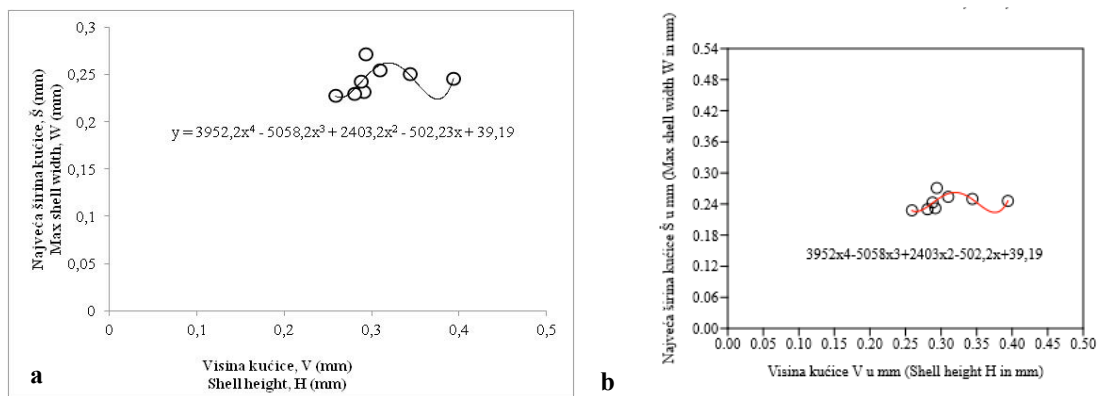 0,3
0,25
0,2
0,15
0,1
0,05
0
0
0,1
0,2
0,3
0,4
0,5
Najveća širina kućice, Š (mm)
Max shell width, W (mm)
y = 3952,2x⁴ - 5058,2x³ + 2403,2x² - 502,23x + 39,19
Visina kućice, V (mm)
Shell height, H (mm)
a
0.54
0.48
0.42
0.36
0.30
0.24
0.18
0.12
0.06
0.00
0.00 0.05 0.10 0.15 0.20 0.25 0.30 0.35 0.40 0.45 0.50
Najveća širina kućice Š u mm (Max shell width W in mm)
3952x4-5058x3+2403x2-502,2x+39,19
Visina kućice V u mm (Shell height H in mm)
b